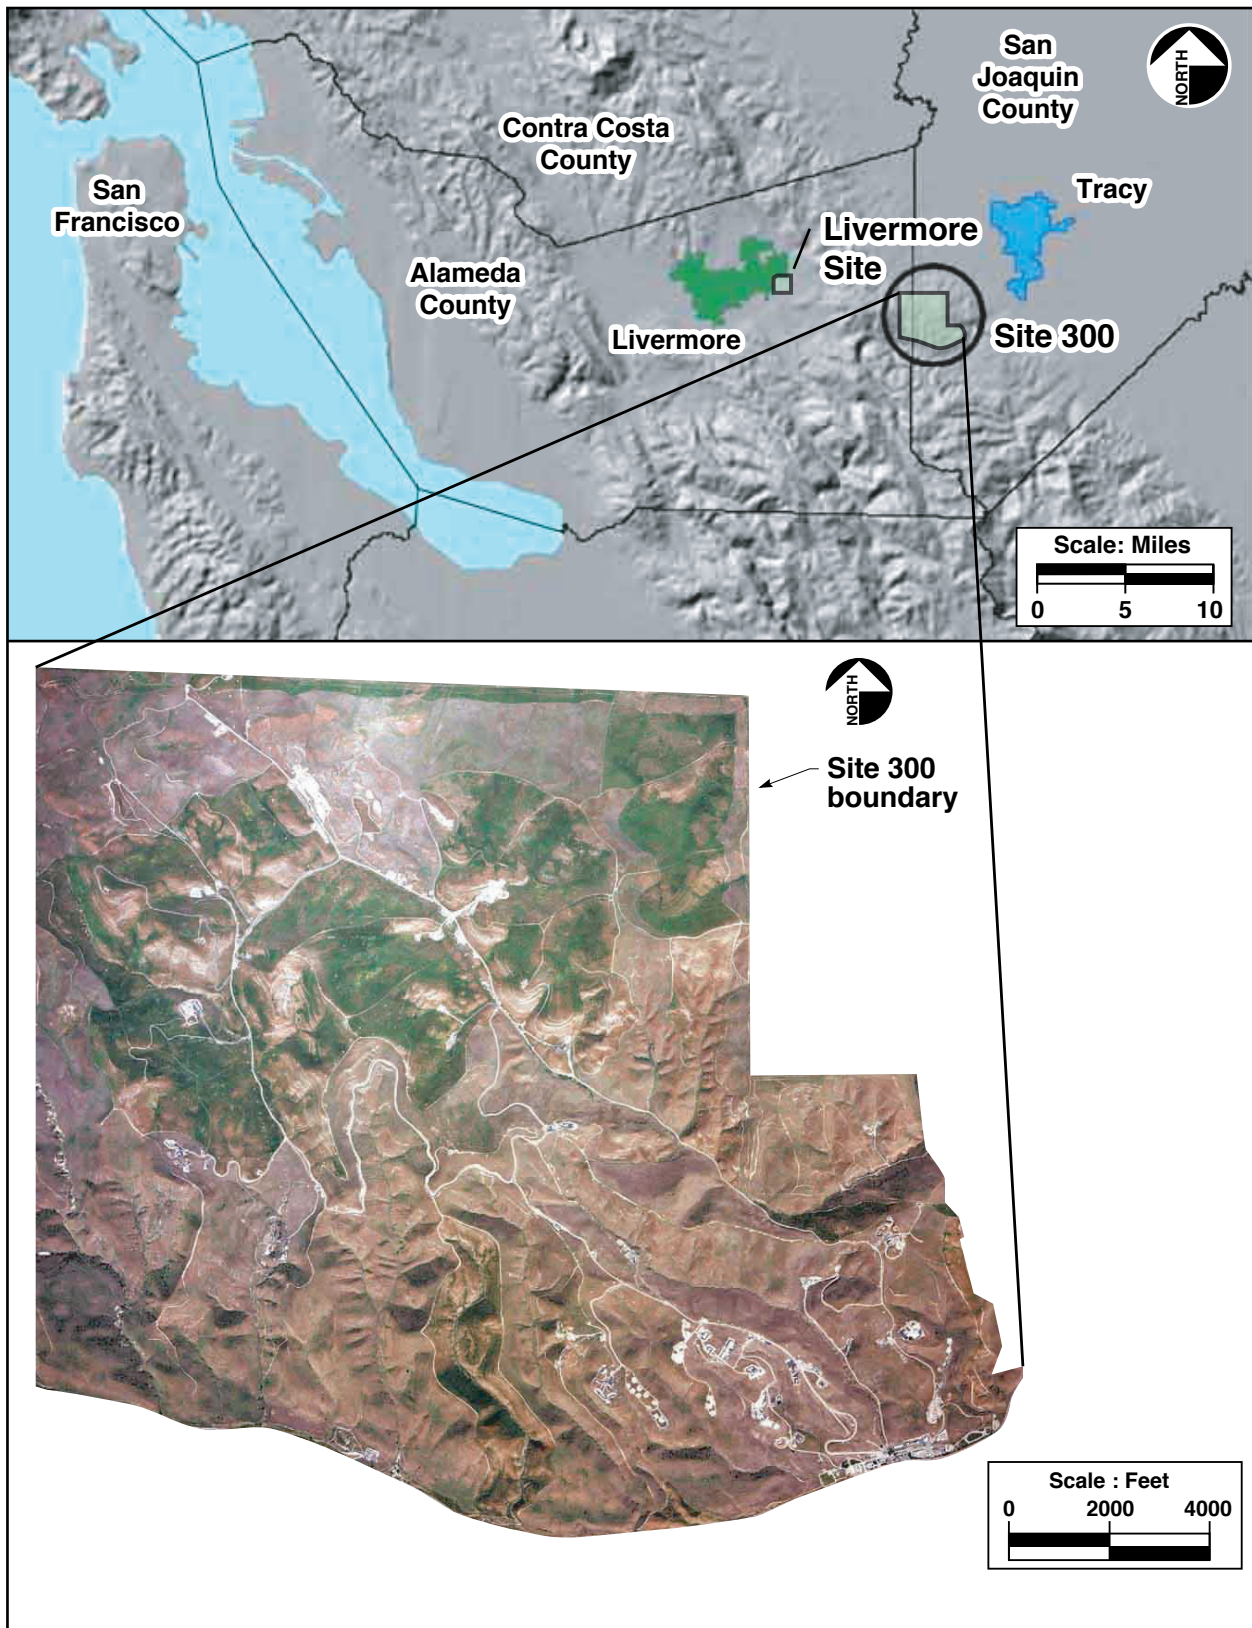 San
Joaquin
County
NORTH
Contra Costa
County
San
Francisco
Tracy
Livermore
Site
Alameda
County
Livermore
Site 300
Scale: Miles
0 5 10
NORTH
Site 300
boundary
Scale : Feet
0 2000 4000